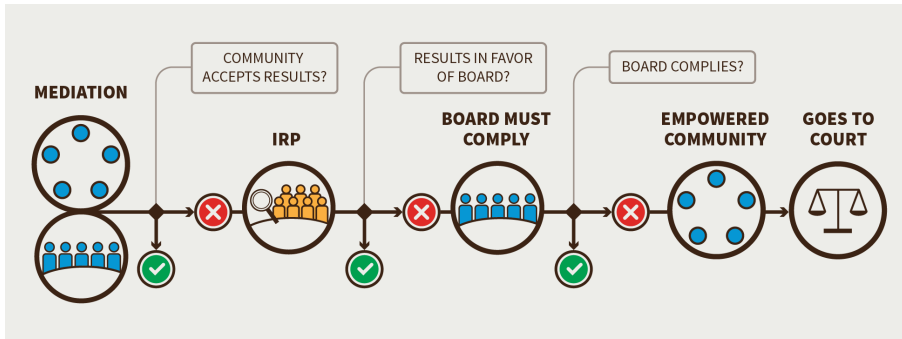 COMMUNITY
ACCEPTS RESULTS?
RESULTS IN FAVOR
OF BOARD?
BOARD COMPLIES?
MEDIATION
IRP
BOARD MUST
COMPLY
EMPOWERED
COMMUNITY
GOES TO
COURT